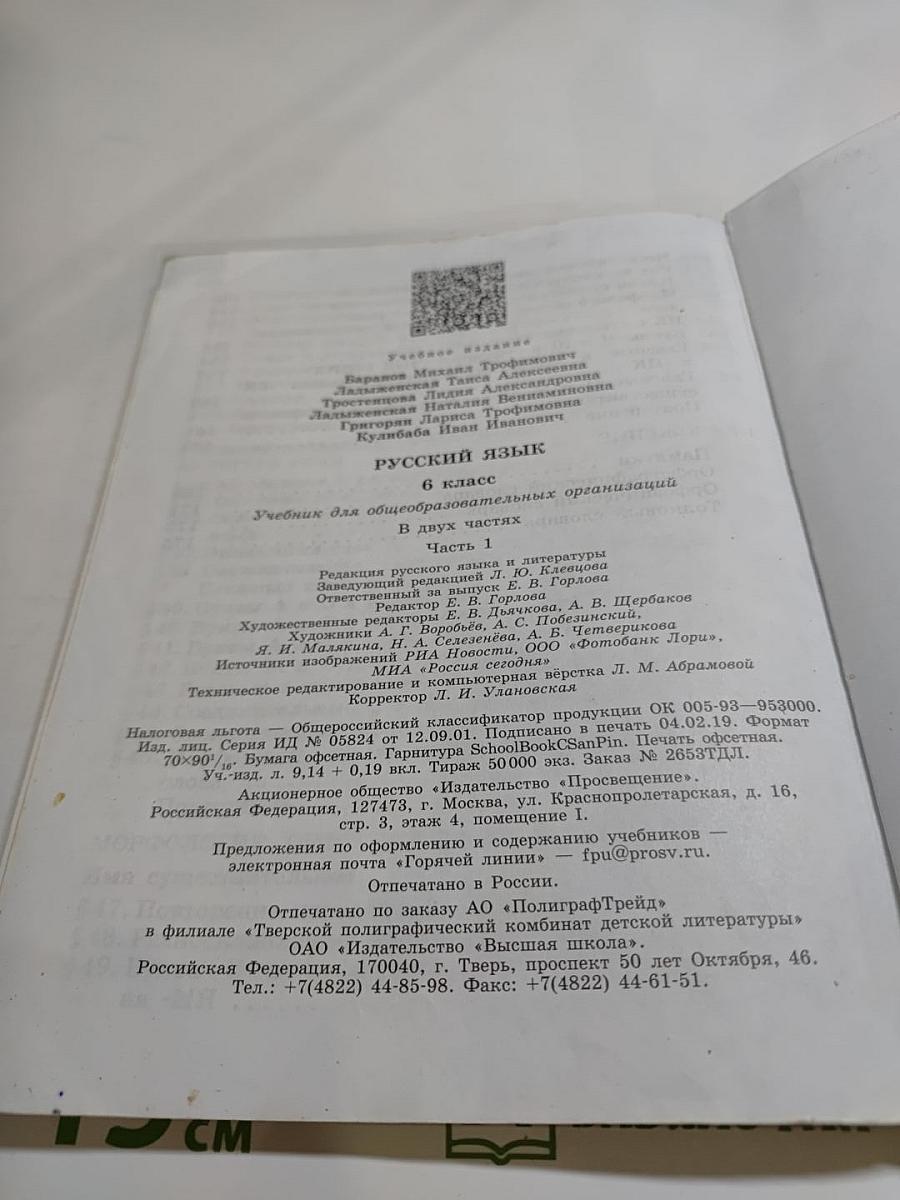 Учебное издание
Баранов Михаил Трофимович
Ладыженская Таиса Алексеевна
Тростенцова Лидия Александровна
Ладыженская Наталия Вениаминовна
Григорян Лариса Трофимовна
Кулибаба Иван Иванович
РУССКИЙ ЯЗЫК
6 класс
Учебник для общеобразовательных организаций
В двух частях
Часть 1
Редакция русского языка и литературы
Заведующий редакцией Л. Ю. Клевцова
Ответственный за выпуск Е. В. Горлова
Редактор Е. В. Горлова
Художественные редакторы Е. В. Дьячкова, А. В. Щербаков
Художники А. Г. Воробьёв, А. С. Побезинский,
Я. И. Малякина, Н. А. Селезенёва, А. Б. Четверикова
Источники изображений РИА Новости, ООО «Фотобанк Лори»,
МИА «Россия сегодня»
Техническое редактирование и компьютерная вёрстка Л. М. Абрамовой
Корректор Л. И. Улановская
Налоговая льгота — Общероссийский классификатор продукции ОК 005-93—953000.
Изд. лиц. Серия ИД № 05824 от 12.09.01. Подписано в печать 04.02.19. Формат
70×90¹/₁₆. Бумага офсетная. Гарнитура SchoolBookCSanPin. Печать офсетная.
Уч.-изд. л. 9,14 + 0,19 вкл. Тираж 50 000 экз. Заказ № 2653ТДЛ.
Акционерное общество «Издательство «Просвещение».
Российская Федерация, 127473, г. Москва, ул. Краснопролетарская, д. 16,
стр. 3, этаж 4, помещение I.
Предложения по оформлению и содержанию учебников —
электронная почта «Горячей линии» — fpu@prosv.ru.
Отпечатано в России.
Отпечатано по заказу АО «ПолиграфТрейд»
в филиале «Тверской полиграфический комбинат детской литературы»
ОАО «Издательство «Высшая школа».
Российская Федерация, 170040, г. Тверь, проспект 50 лет Октября, 46.
Тел.: +7(4822) 44-85-98. Факс: +7(4822) 44-61-51.
см